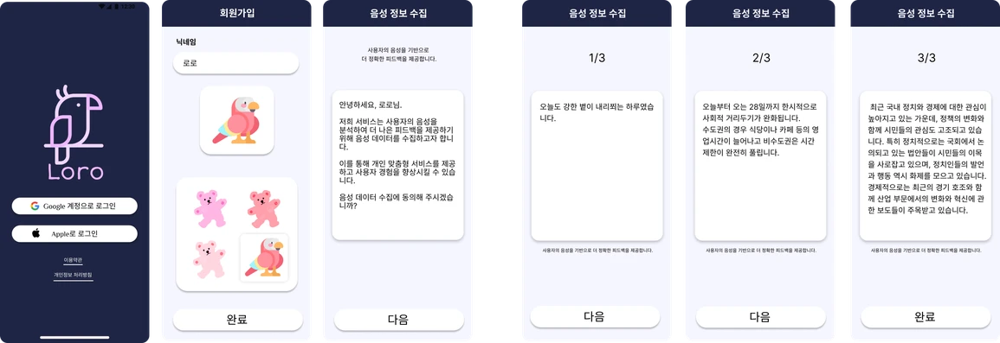 12:30
Loro
Google 계정으로 로그인
Apple로 로그인
이용약관
개인정보 처리방침
회원가입
닉네임
로로
완료
음성 정보 수집
사용자의 음성을 기반으로
더 정확한 피드백을 제공합니다.
안녕하세요, 로로님.
저희 서비스는 사용자의 음성을
분석하여 더 나은 피드백을 제공하기
위해 음성 데이터를 수집하고자 합니
다.
이를 통해 개인 맞춤형 서비스를 제공
하고 사용자 경험을 향상시킬 수 있습
니다.
음성 데이터 수집에 동의해 주시겠습
니까?
다음
음성 정보 수집
1/3
오늘도 강한 볕이 내리쬐는 하루였습
니다.
사용자의 음성을 기반으로 더 정확한 피드백을 제공합니다.
다음
음성 정보 수집
2/3
오늘부터 오는 28일까지 한시적으로
사회적 거리두기가 완화됩니다.
수도권의 경우 식당이나 카페 등의 영
업시간이 늘어나고 비수도권은 시간
제한이 완전히 풀립니다.
사용자의 음성을 기반으로 더 정확한 피드백을 제공합니다.
다음
음성 정보 수집
3/3
최근 국내 정치와 경제에 대한 관심이
높아지고 있는 가운데, 정책의 변화와
함께 시민들의 관심도 고조되고 있습
니다. 특히 정치적으로는 국회에서 논
의되고 있는 법안들이 시민들의 이목
을 사로잡고 있으며, 정치인들의 발언
과 행동 역시 화제를 모으고 있습니다.
경제적으로는 최근의 경기 호조와 함
께 산업 부문에서의 변화와 혁신에 관
한 보도들이 주목받고 있습니다.
사용자의 음성을 기반으로 더 정확한 피드백을 제공합니다.
완료